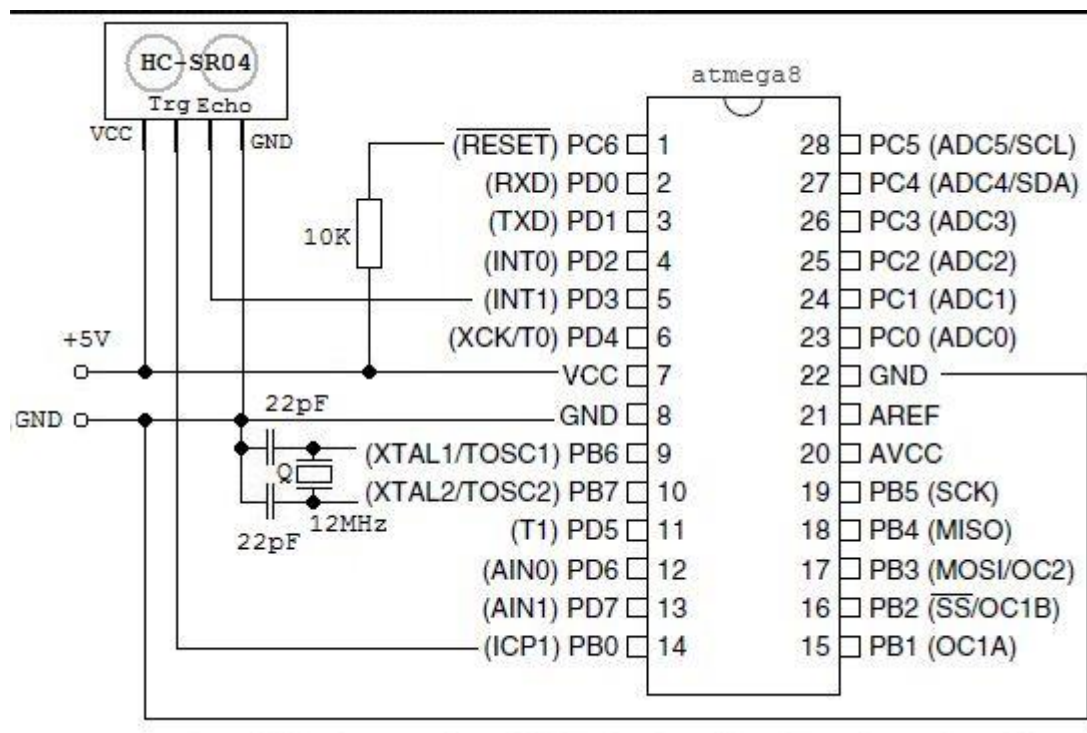 HC-SR04
Trg Echo
VCC
GND
atmega8
10K
+5V
GND
22pF
Q
12MHz
22pF
(RESET) PC6 1
(RXD) PD0 2
(TXD) PD1 3
(INT0) PD2 4
(INT1) PD3 5
(XCK/T0) PD4 6
VCC 7
GND 8
(XTAL1/TOSC1) PB6 9
(XTAL2/TOSC2) PB7 10
(T1) PD5 11
(AIN0) PD6 12
(AIN1) PD7 13
(ICP1) PB0 14
28 PC5 (ADC5/SCL)
27 PC4 (ADC4/SDA)
26 PC3 (ADC3)
25 PC2 (ADC2)
24 PC1 (ADC1)
23 PC0 (ADC0)
22 GND
21 AREF
20 AVCC
19 PB5 (SCK)
18 PB4 (MISO)
17 PB3 (MOSI/OC2)
16 PB2 (SS/OC1B)
15 PB1 (OC1A)